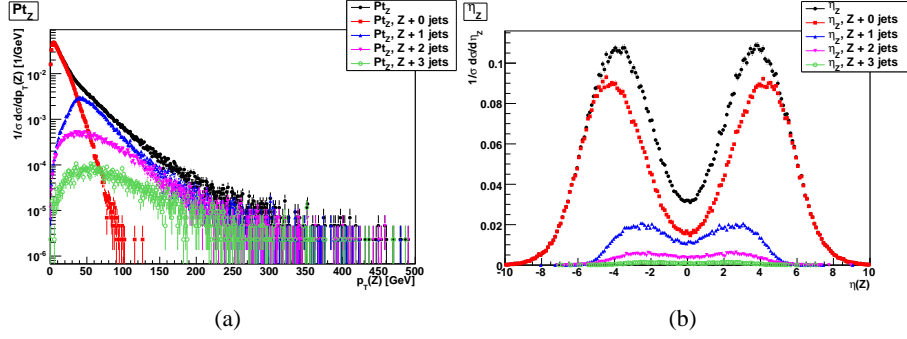 Pt_Z
Pt_Z
Pt_Z, Z + 0 jets
Pt_Z, Z + 1 jets
Pt_Z, Z + 2 jets
Pt_Z, Z + 3 jets
1/σ dσ/dp_T(Z) [1/GeV]
10^-2
10^-3
10^-4
10^-5
10^-6
0 50 100 150 200 250 300 350 400 450 500
p_T(Z) [GeV]
(a)
η_Z
η_Z
η_Z, Z + 0 jets
η_Z, Z + 1 jets
η_Z, Z + 2 jets
η_Z, Z + 3 jets
1/σ dσ/dη_Z
0.1
0.08
0.06
0.04
0.02
0
-10 -8 -6 -4 -2 0 2 4 6 8 10
η(Z)
(b)